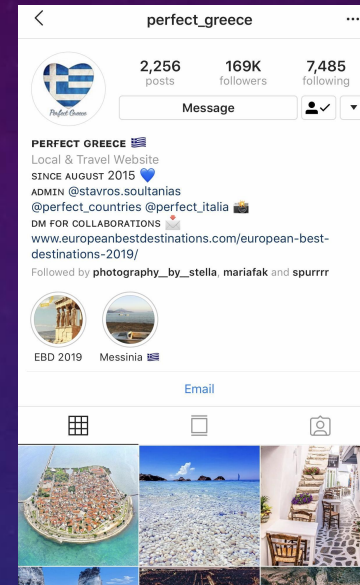 perfect_greece
2,256 169K 7,485
posts followers following
Message
Perfect Greece
PERFECT GREECE 🇬🇷
Local & Travel Website
SINCE AUGUST 2015 💙
ADMIN @stavros.soultanias
@perfect_countries @perfect_italia 📸
DM FOR COLLABORATIONS 📩
www.europeanbestdestinations.com/european-best-
destinations-2019/
Followed by photography__by__stella, mariafak and spurrrr
EBD 2019 Messinia 🇬🇷
Email